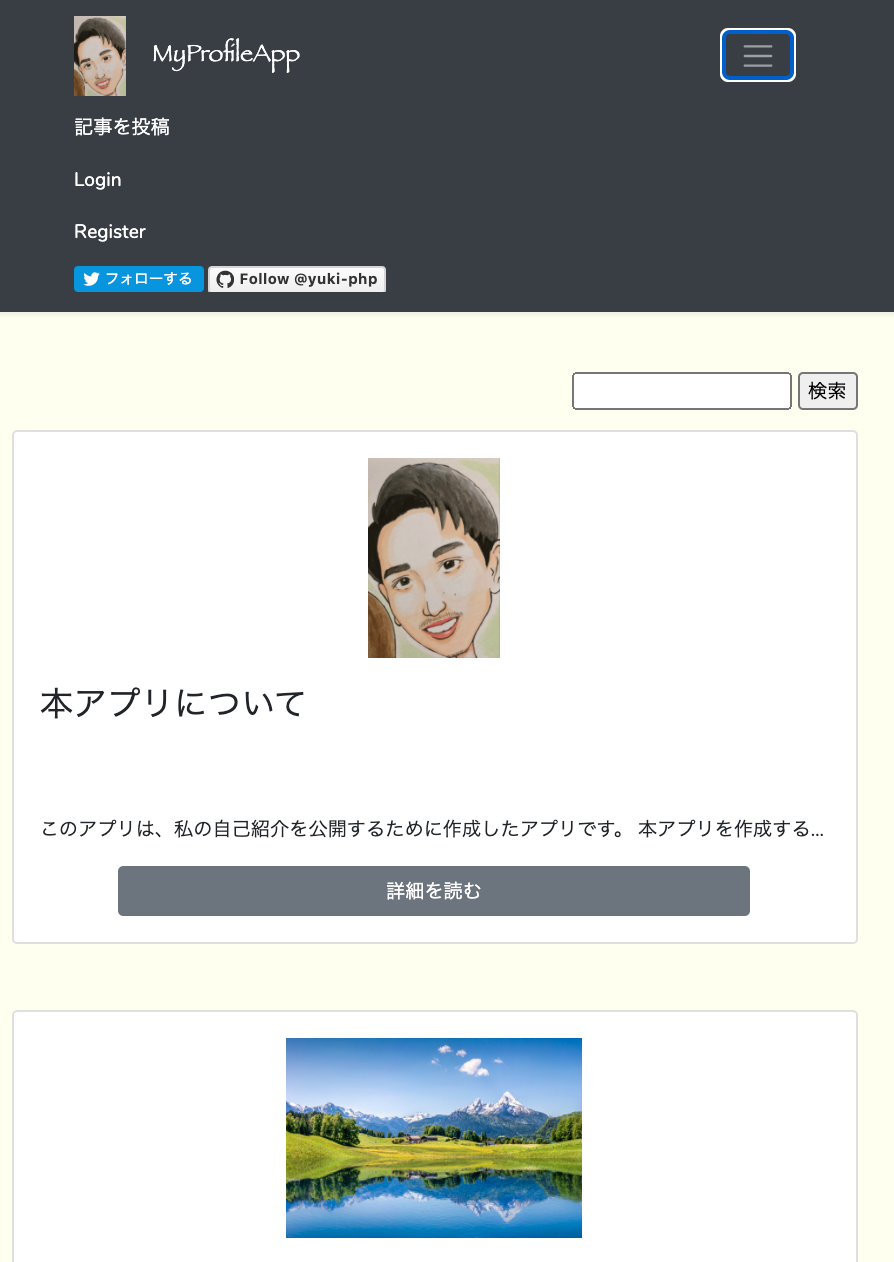 MyProfileApp
記事を投稿
Login
Register
フォローする
Follow @yuki-php
検索
本アプリについて
このアプリは、私の自己紹介を公開するために作成したアプリです。 本アプリを作成する...
詳細を読む